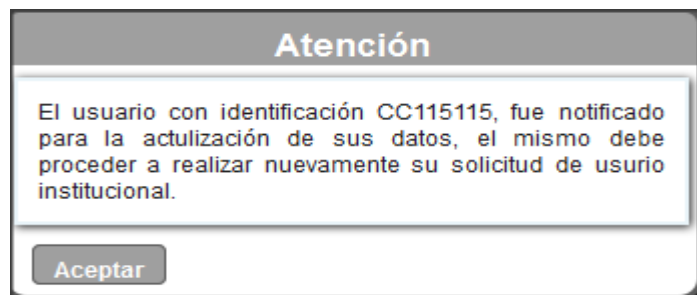 Atención
El usuario con identificación CC115115, fue notificado
para la actulización de sus datos, el mismo debe
proceder a realizar nuevamente su solicitud de usurio
institucional.
Aceptar